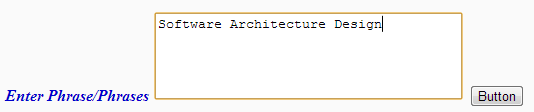 Software Architecture Design
Enter Phrase/Phrases
Button